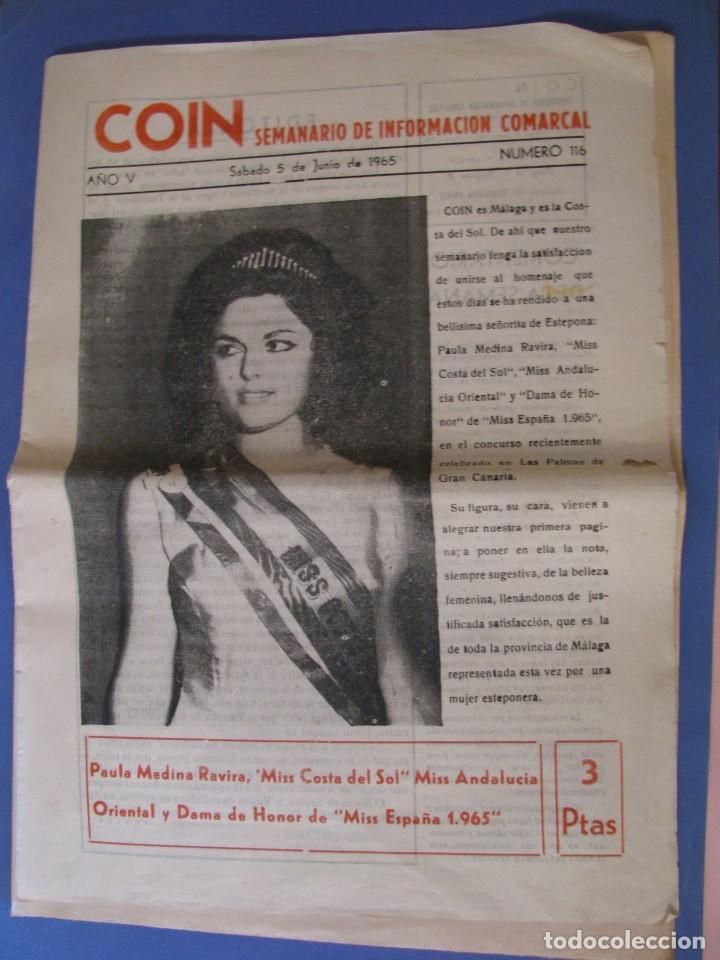 COIN SEMANARIO DE INFORMACION COMARCAL
AÑO V Sabado 5 de Junio de 1965 NUMERO 116
COIN es Málaga y es la Cos-
ta del Sol. De ahi que nuestro
semanario tenga la satisfaccion
de unirse al homenaje que
estos dias se ha rendido a una
bellisima señorita de Estepona:
Paula Medina Ravira, "Miss
Costa del Sol", "Miss Andalu-
cia Oriental" y "Dama de Ho-
nor" de "Miss España 1.965",
en el concurso recientemente
celebrado en Las Palmas de
Gran Canaria.
Su figura, su cara, vienen a
alegrar nuestra primera pagi-
na; a poner en ella la nota,
siempre sugestiva, de la belleza
femenina, llenándonos de jus-
tificada satisfacción, que es la
de toda la provincia de Málaga
representada esta vez por una
mujer esteponera.
MISS
Paula Medina Ravira, "Miss Costa del Sol" Miss Andalucia
Oriental y Dama de Honor de "Miss España 1.965"
3
Ptas
todocoleccion.net